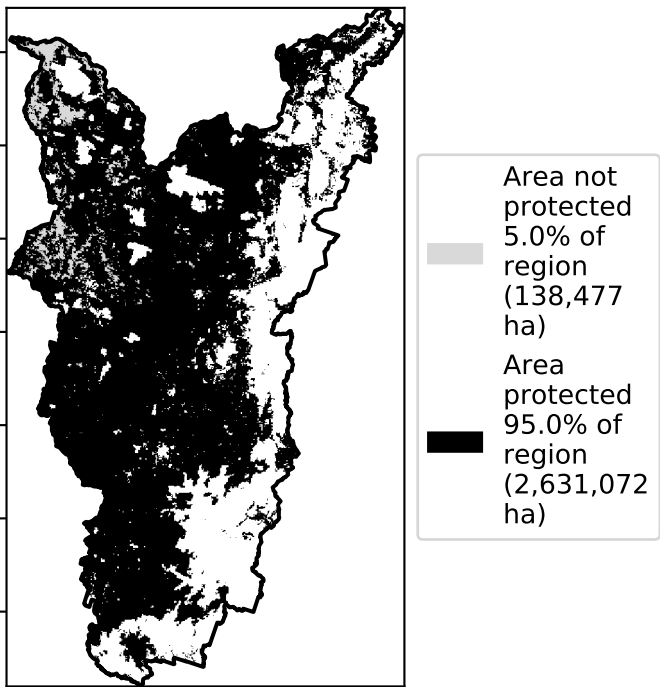 Area not
protected
5.0% of
region
(138,477
ha)
Area
protected
95.0% of
region
(2,631,072
ha)